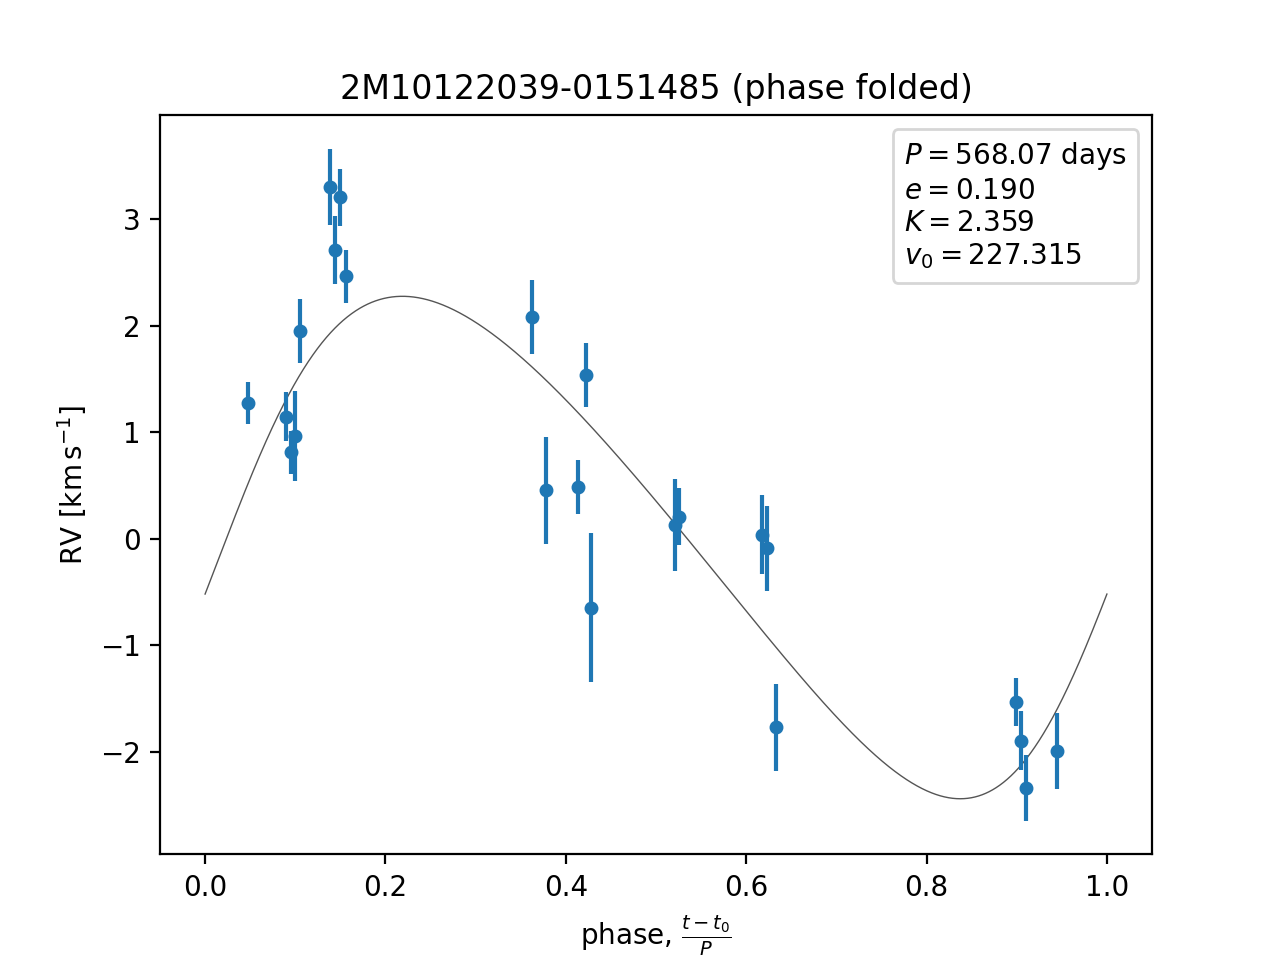 2M10122039-0151485 (phase folded)
P = 568.07 days
e = 0.190
K = 2.359
v₀ = 227.315
3
2
1
0
−1
−2
RV [km s⁻¹]
0.0 0.2 0.4 0.6 0.8 1.0
phase, (t − t₀)/P